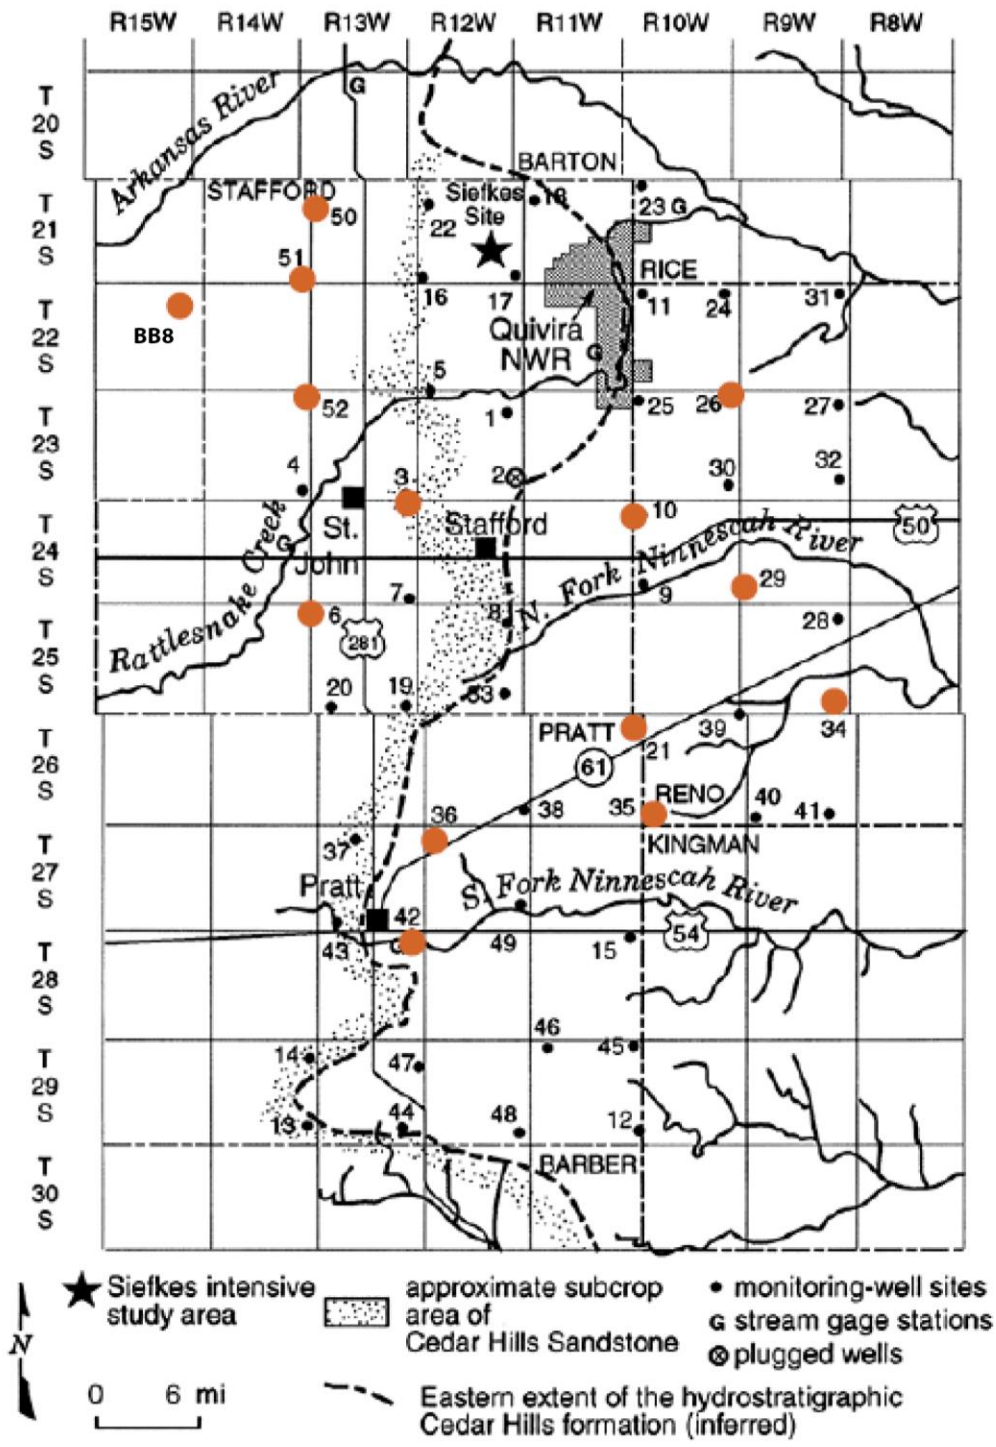 R15W R14W R13W R12W R11W R10W R9W R8W
T
20
S
T
21
S
T
22
S
T
23
S
T
24
S
T
25
S
T
26
S
T
27
S
T
28
S
T
29
S
T
30
S
Arkansas River
G
BARTON
STAFFORD
50
Siefkes
Site
22
18
23 G
51
16
17
RICE
11
24
31
BB8
Quivira
NWR
G
5
52
1
25
26
27
4
3
2
30
32
10
St.
John
Stafford
50
G
Rattlesnake Creek
N. Fork Ninnescah River
7
9
29
6
281
8
28
20
19
33
PRATT
21
39
34
61
36
38
35
RENO
40
41
37
KINGMAN
Pratt
S. Fork Ninnescah River
42
43
G
49
15
54
14
47
46
45
13
44
48
12
BARBER
Siefkes intensive
study area
approximate subcrop
area of
Cedar Hills Sandstone
monitoring-well sites
G stream gage stations
plugged wells
N
0 6 mi
Eastern extent of the hydrostratigraphic
Cedar Hills formation (inferred)